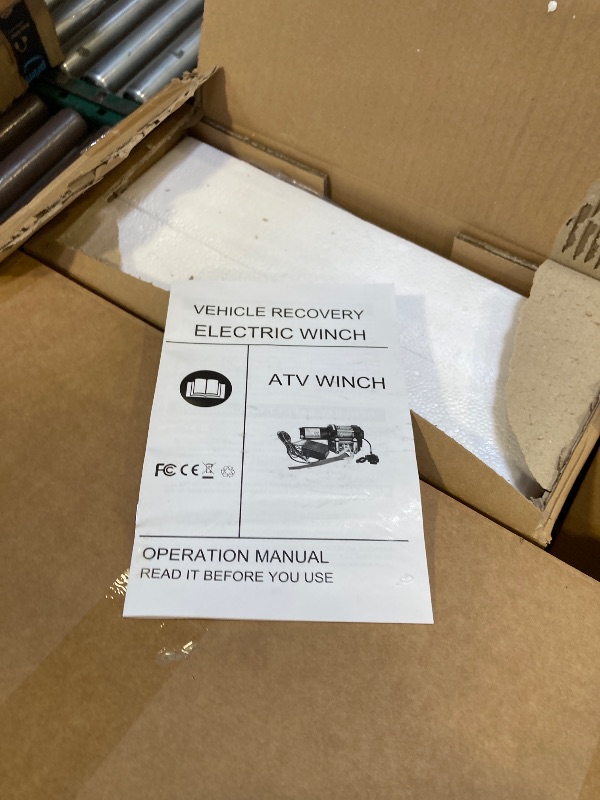 VEHICLE RECOVERY
ELECTRIC WINCH
ATV WINCH
FC CE
OPERATION MANUAL
READ IT BEFORE YOU USE